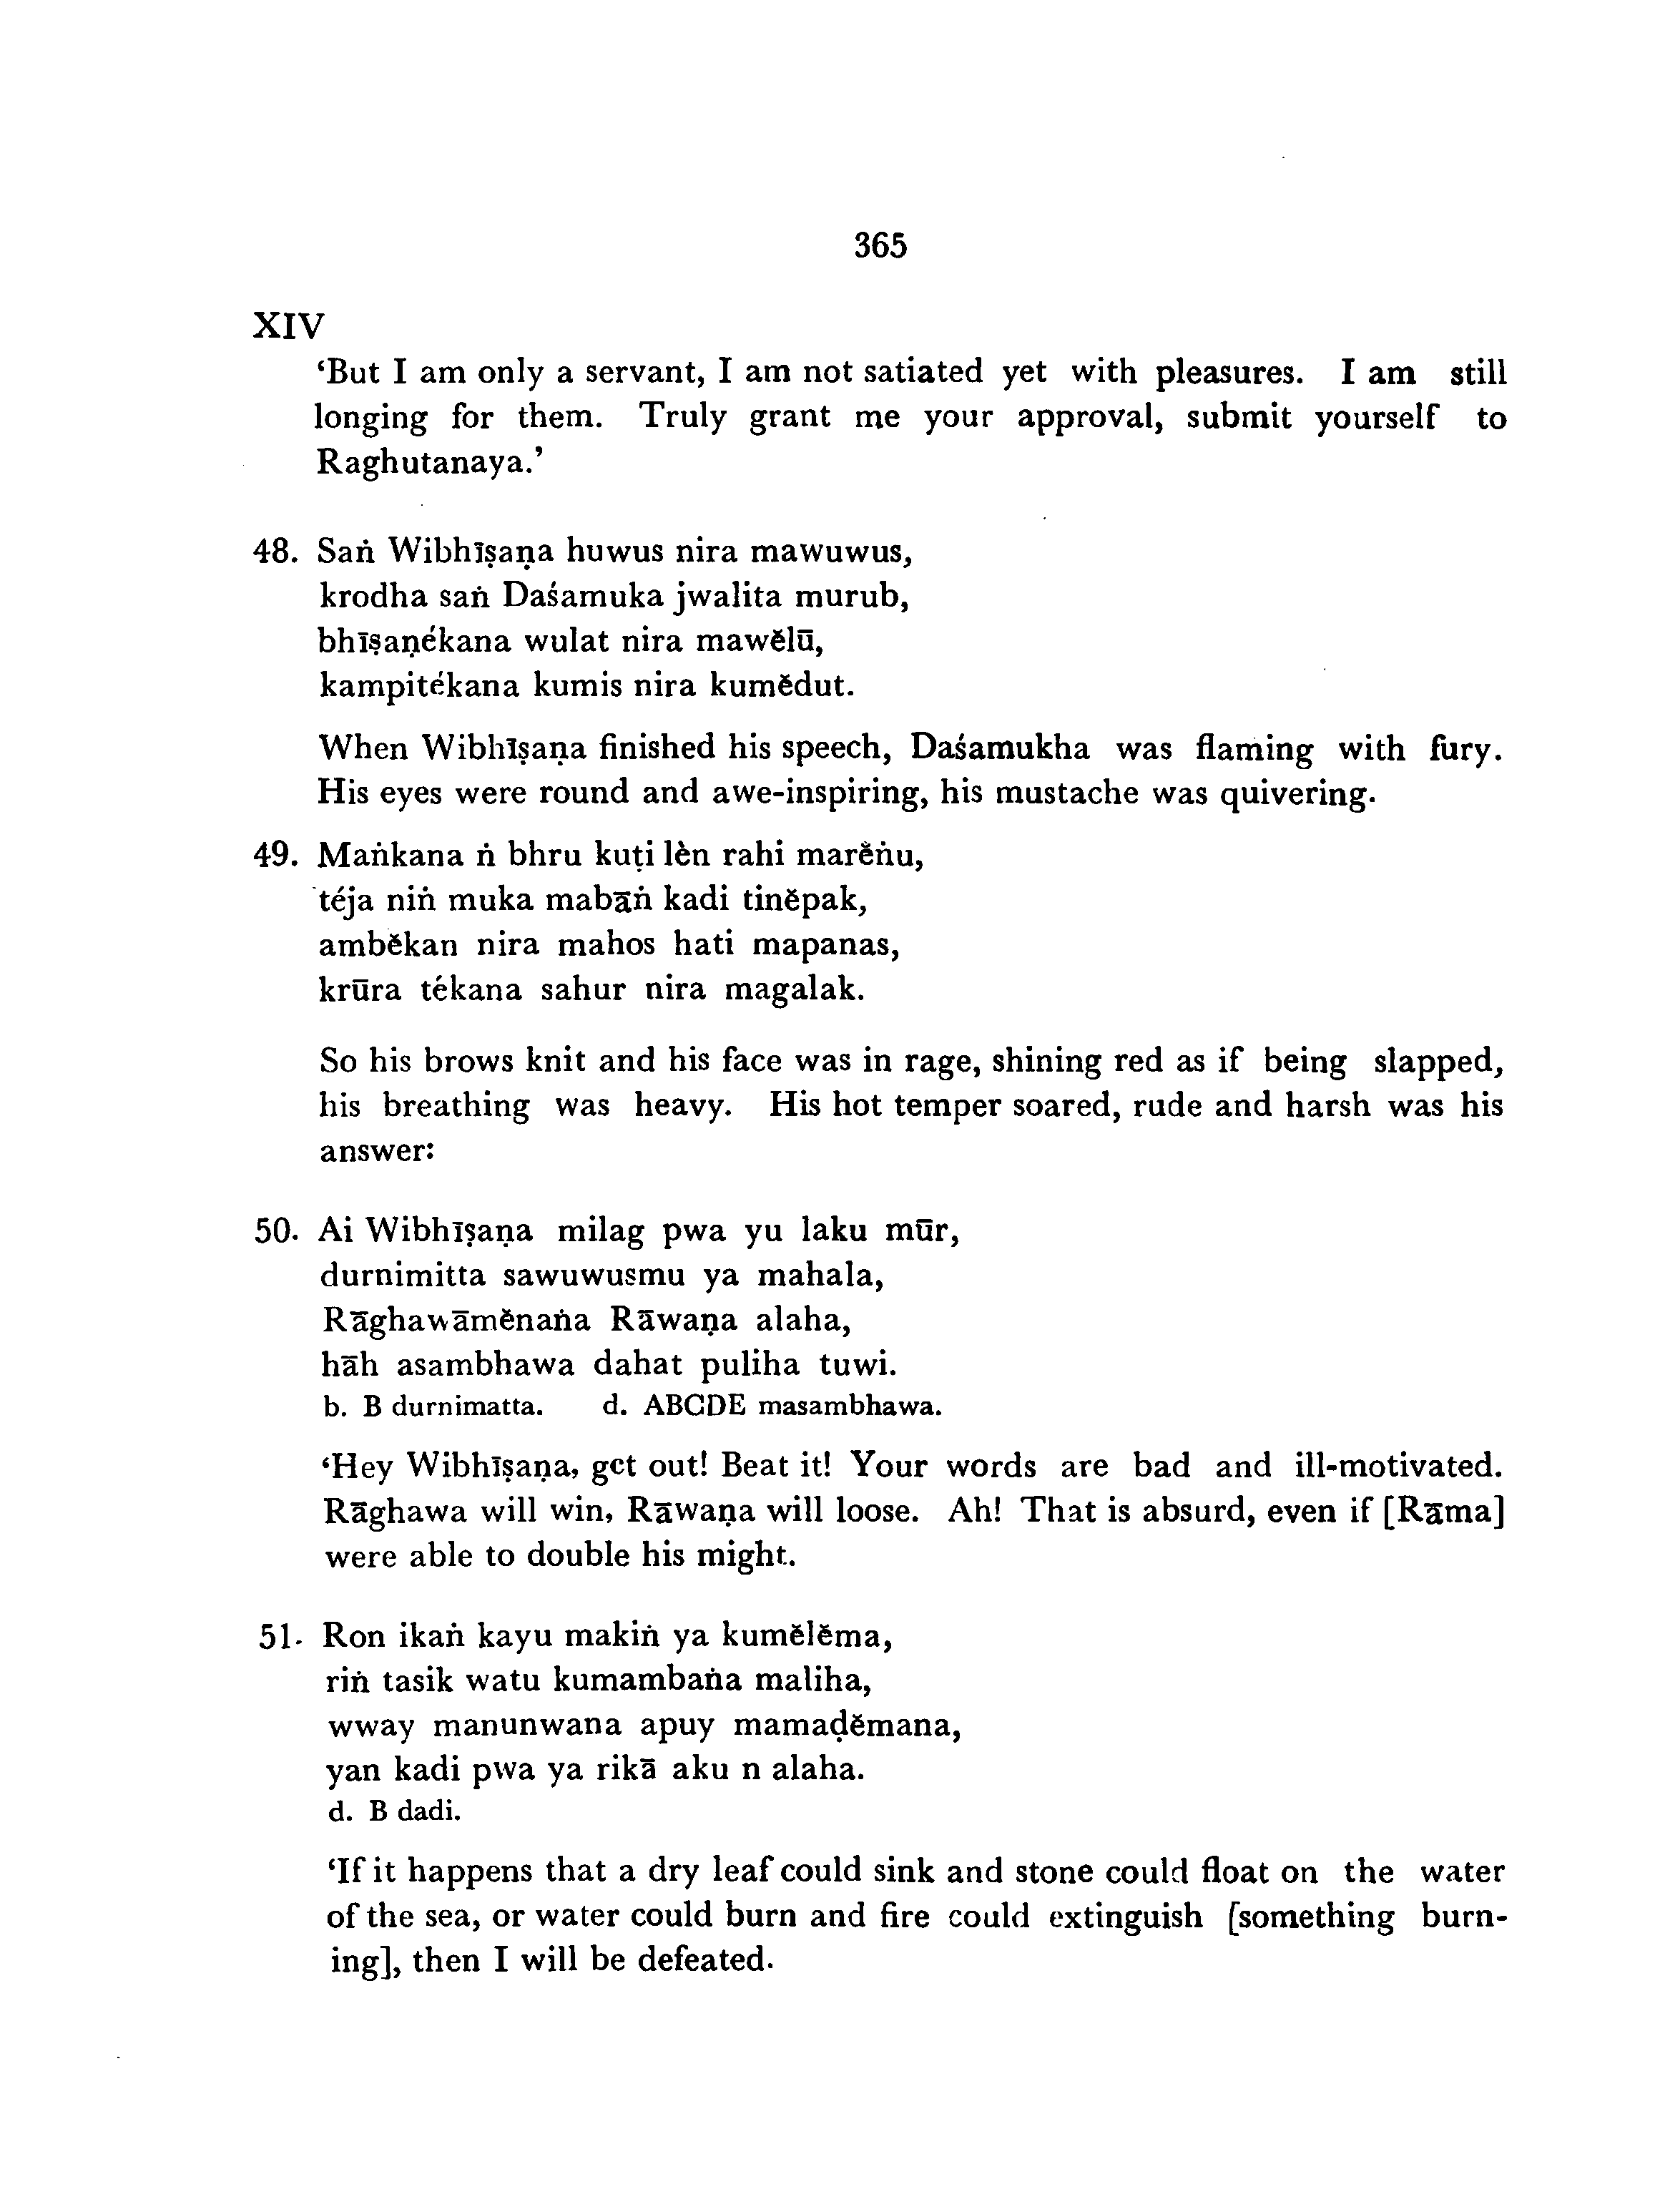 365
XIV
‘But I am only a servant, I am not satiated yet with pleasures. I am still
longing for them. Truly grant me your approval, submit yourself to
Raghutanaya.’
48. Saṅ Wibhīṣaṇa huwus nira mawuwus,
krodha saṅ Daśamuka jwalita murub,
bhīṣaṇékana wulat nira mawĕlū,
kampitékana kumis nira kumĕdut.
When Wibhīṣaṇa finished his speech, Daśamukha was flaming with fury.
His eyes were round and awe-inspiring, his mustache was quivering.
49. Maṅkana ṅ bhru kuṭi lèn rahi marĕṅu,
téja niṅ muka mabāṅ kadi tinĕpak,
ambĕkan nira mahos hati mapanas,
krūra tékana sahur nira magalak.
So his brows knit and his face was in rage, shining red as if being slapped,
his breathing was heavy. His hot temper soared, rude and harsh was his
answer:
50. Ai Wibhīṣaṇa milag pwa yu laku mūr,
durnimitta sawuwusmu ya mahala,
Rāghawāmĕnaṅa Rāwaṇa alaha,
hāh asambhawa dahat puliha tuwi.
b. B durnimatta. d. ABCDE masambhawa.
‘Hey Wibhīṣaṇa, get out! Beat it! Your words are bad and ill-motivated.
Rāghawa will win, Rāwaṇa will loose. Ah! That is absurd, even if [Rāma]
were able to double his might.
51. Ron ikaṅ kayu makiṅ ya kumĕlĕma,
riṅ tasik watu kumambaṅa maliha,
wway manunwana apuy mamaḍĕmana,
yan kadi pwa ya rikā aku n alaha.
d. B dadi.
‘If it happens that a dry leaf could sink and stone could float on the water
of the sea, or water could burn and fire could extinguish [something burn-
ing], then I will be defeated.